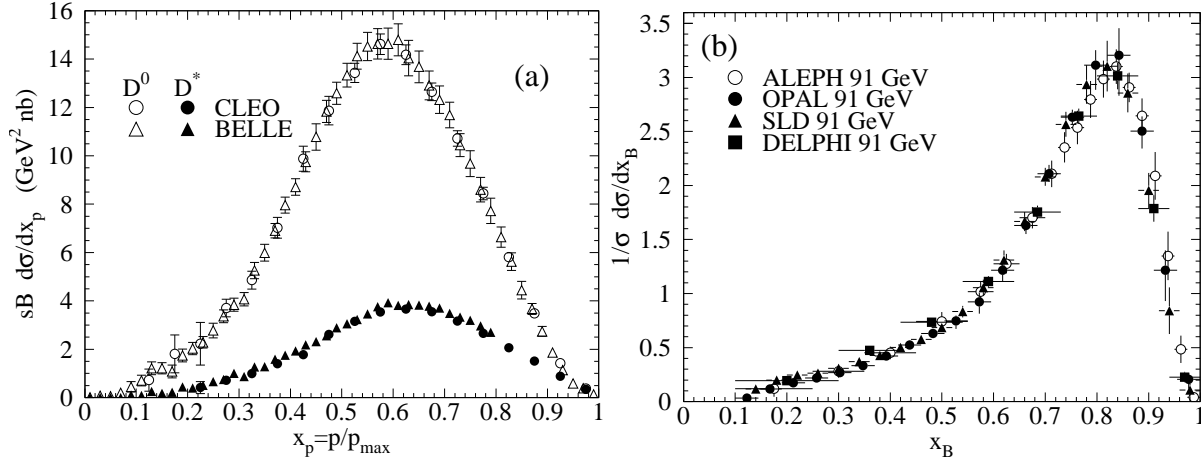 16
14
12
10
8
6
4
2
0
sB dσ/dx_p (GeV² nb)
(a)
D⁰ D*
CLEO
BELLE
0 0.1 0.2 0.3 0.4 0.5 0.6 0.7 0.8 0.9 1
x_p=p/p_max
3.5
3
2.5
2
1.5
1
0.5
0
1/σ dσ/dx_B
(b)
ALEPH 91 GeV
OPAL 91 GeV
SLD 91 GeV
DELPHI 91 GeV
0 0.1 0.2 0.3 0.4 0.5 0.6 0.7 0.8 0.9 1
x_B